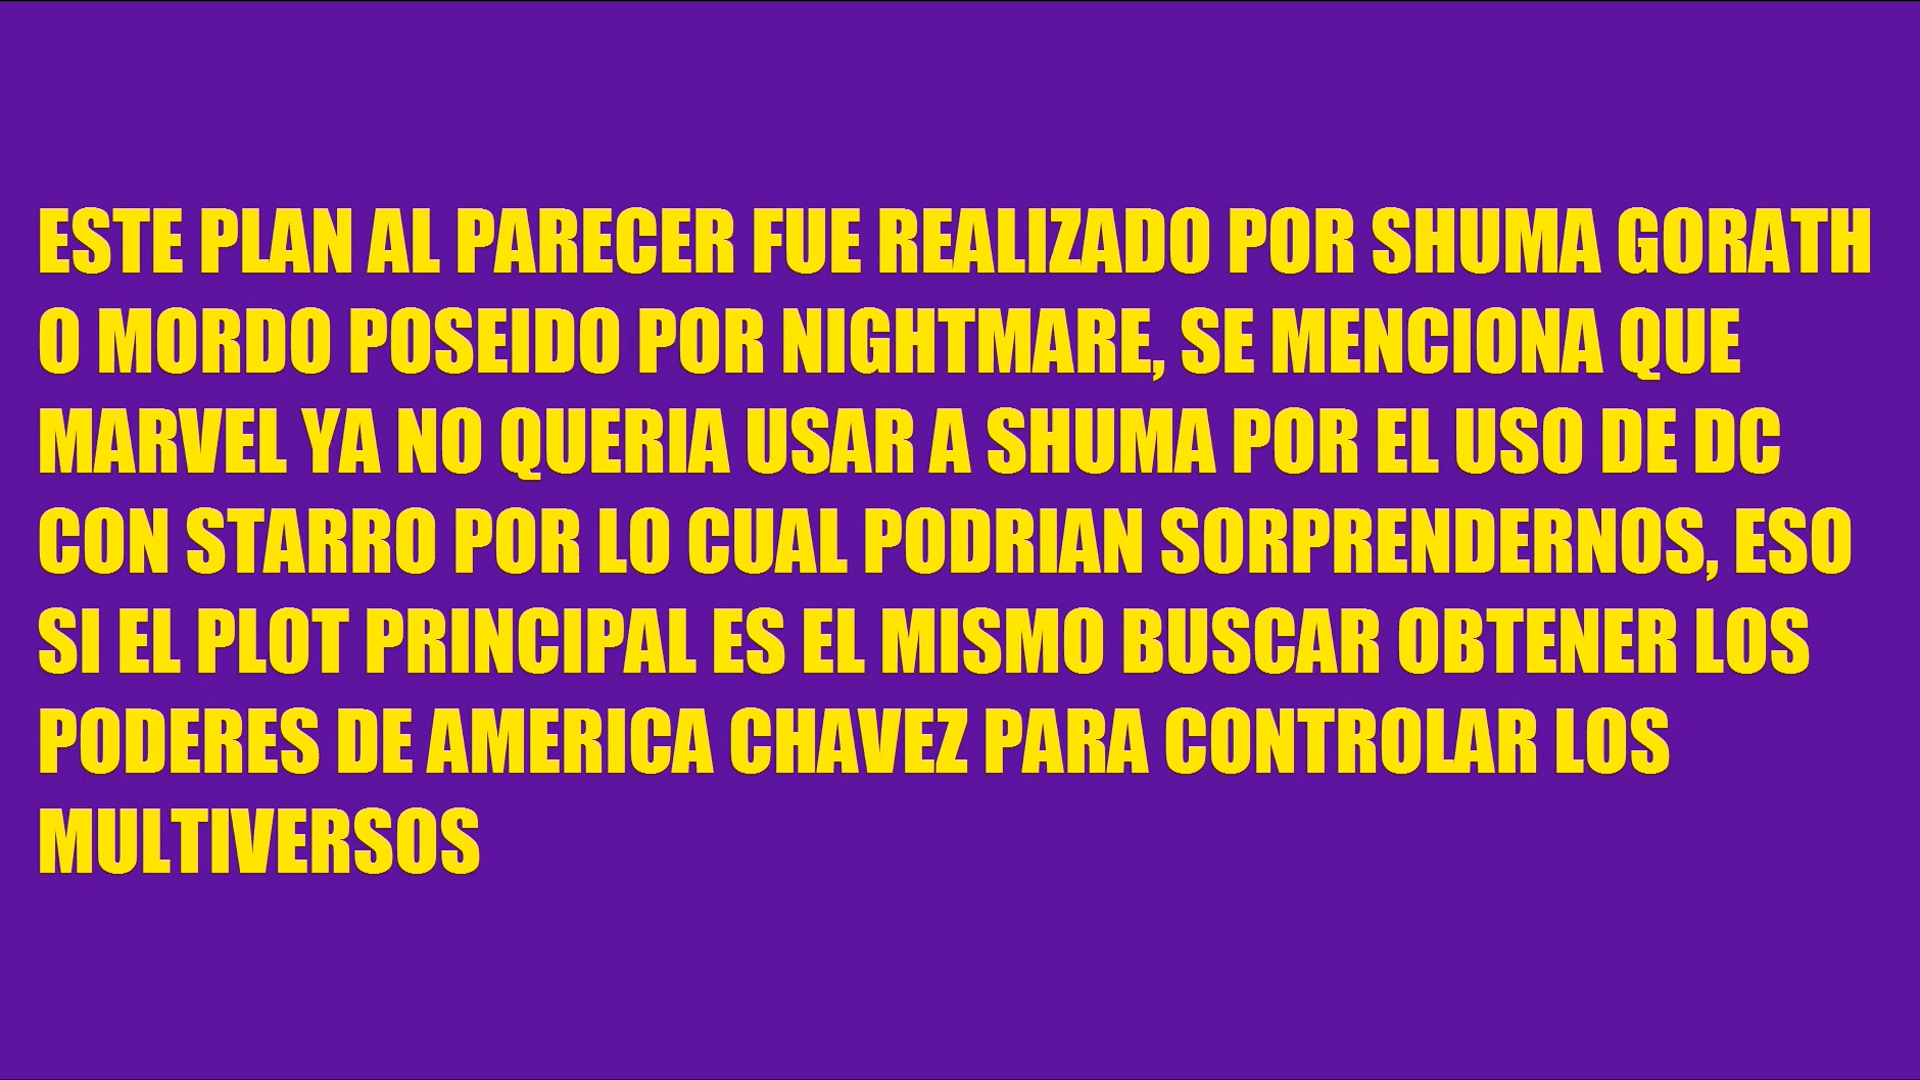 ESTE PLAN AL PARECER FUE REALIZADO POR SHUMA GORATH
O MORDO POSEIDO POR NIGHTMARE, SE MENCIONA QUE
MARVEL YA NO QUERIA USAR A SHUMA POR EL USO DE DC
CON STARRO POR LO CUAL PODRIAN SORPRENDERNOS, ESO
SI EL PLOT PRINCIPAL ES EL MISMO BUSCAR OBTENER LOS
PODERES DE AMERICA CHAVEZ PARA CONTROLAR LOS
MULTIVERSOS